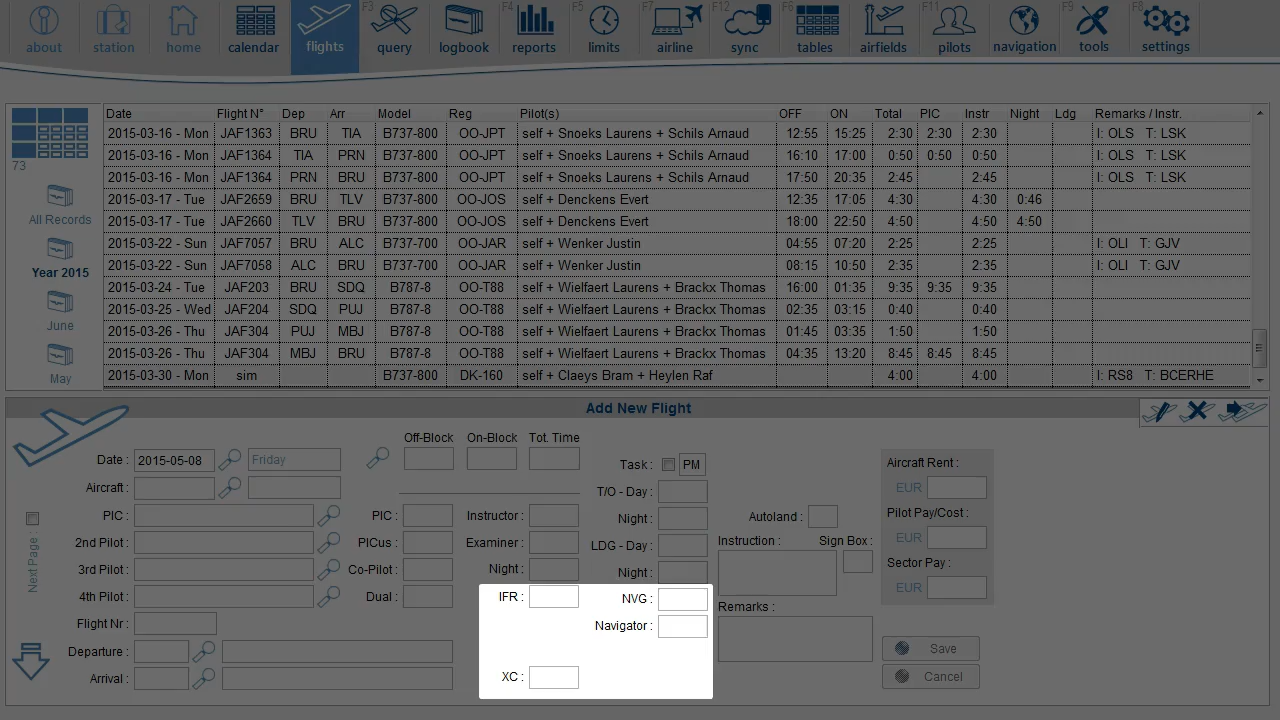 F3 F4 F5 F7 F12 F6 F11 F9 F8
about station home calendar flights query logbook reports limits airline sync tables airfields pilots navigation tools settings
Date Flight N° Dep Arr Model Reg Pilot(s) OFF ON Total PIC Instr Night Ldg Remarks / Instr.
2015-03-16 - Mon JAF1363 BRU TIA B737-800 OO-JPT self + Snoeks Laurens + Schils Arnaud 12:55 15:25 2:30 2:30 2:30 I: OLS T: LSK
2015-03-16 - Mon JAF1364 TIA PRN B737-800 OO-JPT self + Snoeks Laurens + Schils Arnaud 16:10 17:00 0:50 0:50 0:50 I: OLS T: LSK
73
2015-03-16 - Mon JAF1364 PRN BRU B737-800 OO-JPT self + Snoeks Laurens + Schils Arnaud 17:50 20:35 2:45 2:45 I: OLS T: LSK
2015-03-17 - Tue JAF2659 BRU TLV B737-800 OO-JOS self + Denckens Evert 12:35 17:05 4:30 4:30 0:46
All Records
2015-03-17 - Tue JAF2660 TLV BRU B737-800 OO-JOS self + Denckens Evert 18:00 22:50 4:50 4:50 4:50
2015-03-22 - Sun JAF7057 BRU ALC B737-700 OO-JAR self + Wenker Justin 04:55 07:20 2:25 2:25 I: OLI T: GJV
2015-03-22 - Sun JAF7058 ALC BRU B737-700 OO-JAR self + Wenker Justin 08:15 10:50 2:35 2:35 I: OLI T: GJV
Year 2015
2015-03-24 - Tue JAF203 BRU SDQ B787-8 OO-T88 self + Wielfaert Laurens + Brackx Thomas 16:00 01:35 9:35 9:35 9:35
2015-03-25 - Wed JAF204 SDQ PUJ B787-8 OO-T88 self + Wielfaert Laurens + Brackx Thomas 02:35 03:15 0:40 0:40
June
2015-03-26 - Thu JAF304 PUJ MBJ B787-8 OO-T88 self + Wielfaert Laurens + Brackx Thomas 01:45 03:35 1:50 1:50
2015-03-26 - Thu JAF304 MBJ BRU B787-8 OO-T88 self + Wielfaert Laurens + Brackx Thomas 04:35 13:20 8:45 8:45 8:45
2015-03-30 - Mon sim B737-800 DK-160 self + Claeys Bram + Heylen Raf 4:00 4:00 I: RS8 T: BCERHE
May
Add New Flight
Off-Block On-Block Tot. Time
Date : 2015-05-08 Friday
Task : PM
Aircraft Rent :
Aircraft : T/O - Day : EUR
PIC : PIC : Instructor : Night : Autoland : Pilot Pay/Cost :
2nd Pilot : PICus : Examiner : LDG - Day : Instruction : Sign Box : EUR
3rd Pilot : Co-Pilot : Night : Night : Sector Pay :
Next Page :
EUR
4th Pilot : Dual : IFR : NVG : Remarks :
Flight Nr : Navigator :
Departure : Save
Arrival : XC : Cancel